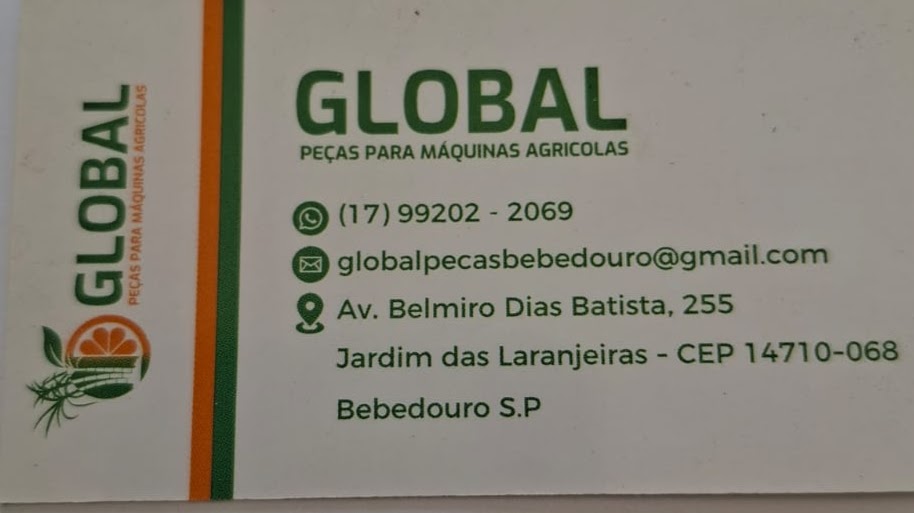 GLOBAL
PEÇAS PARA MÁQUINAS AGRICOLAS
GLOBAL
PEÇAS PARA MÁQUINAS AGRICOLAS
(17) 99202 - 2069
globalpecasbebedouro@gmail.com
Av. Belmiro Dias Batista, 255
Jardim das Laranjeiras - CEP 14710-068
Bebedouro S.P